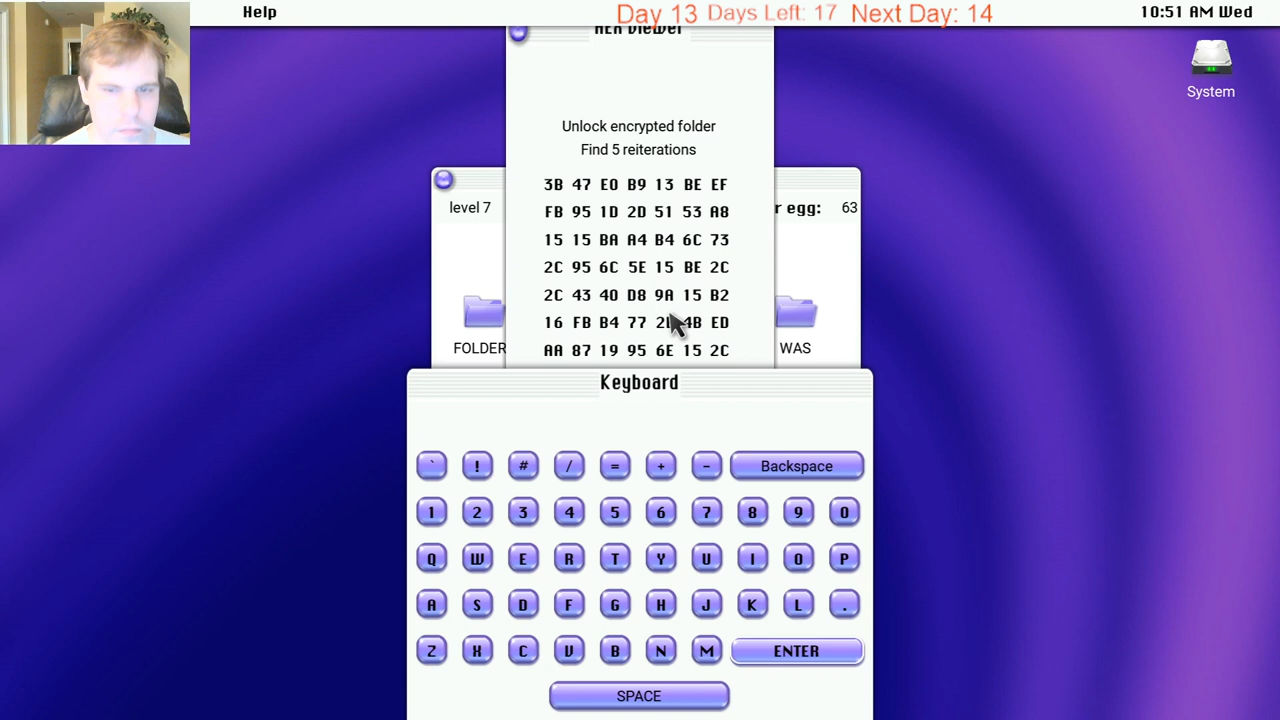 Help
Day 13 Days Left: 17 Next Day: 14
10:51 AM Wed
System
Unlock encrypted folder
Find 5 reiterations
3B 47 E0 B9 13 BE EF
level 7
r egg: 63
FB 95 1D 2D 51 53 A8
15 15 BA A4 B4 6C 73
2C 95 6C 5E 15 BE 2C
2C 43 40 D8 9A 15 B2
16 FB B4 77 4B ED
FOLDER
WAS
AA 87 19 95 6E 15 2C
Keyboard
` ! # / = + - Backspace
1 2 3 4 5 6 7 8 9 0
Q W E R T Y U I O P
A S D F G H J K L .
Z X C V B N M ENTER
SPACE